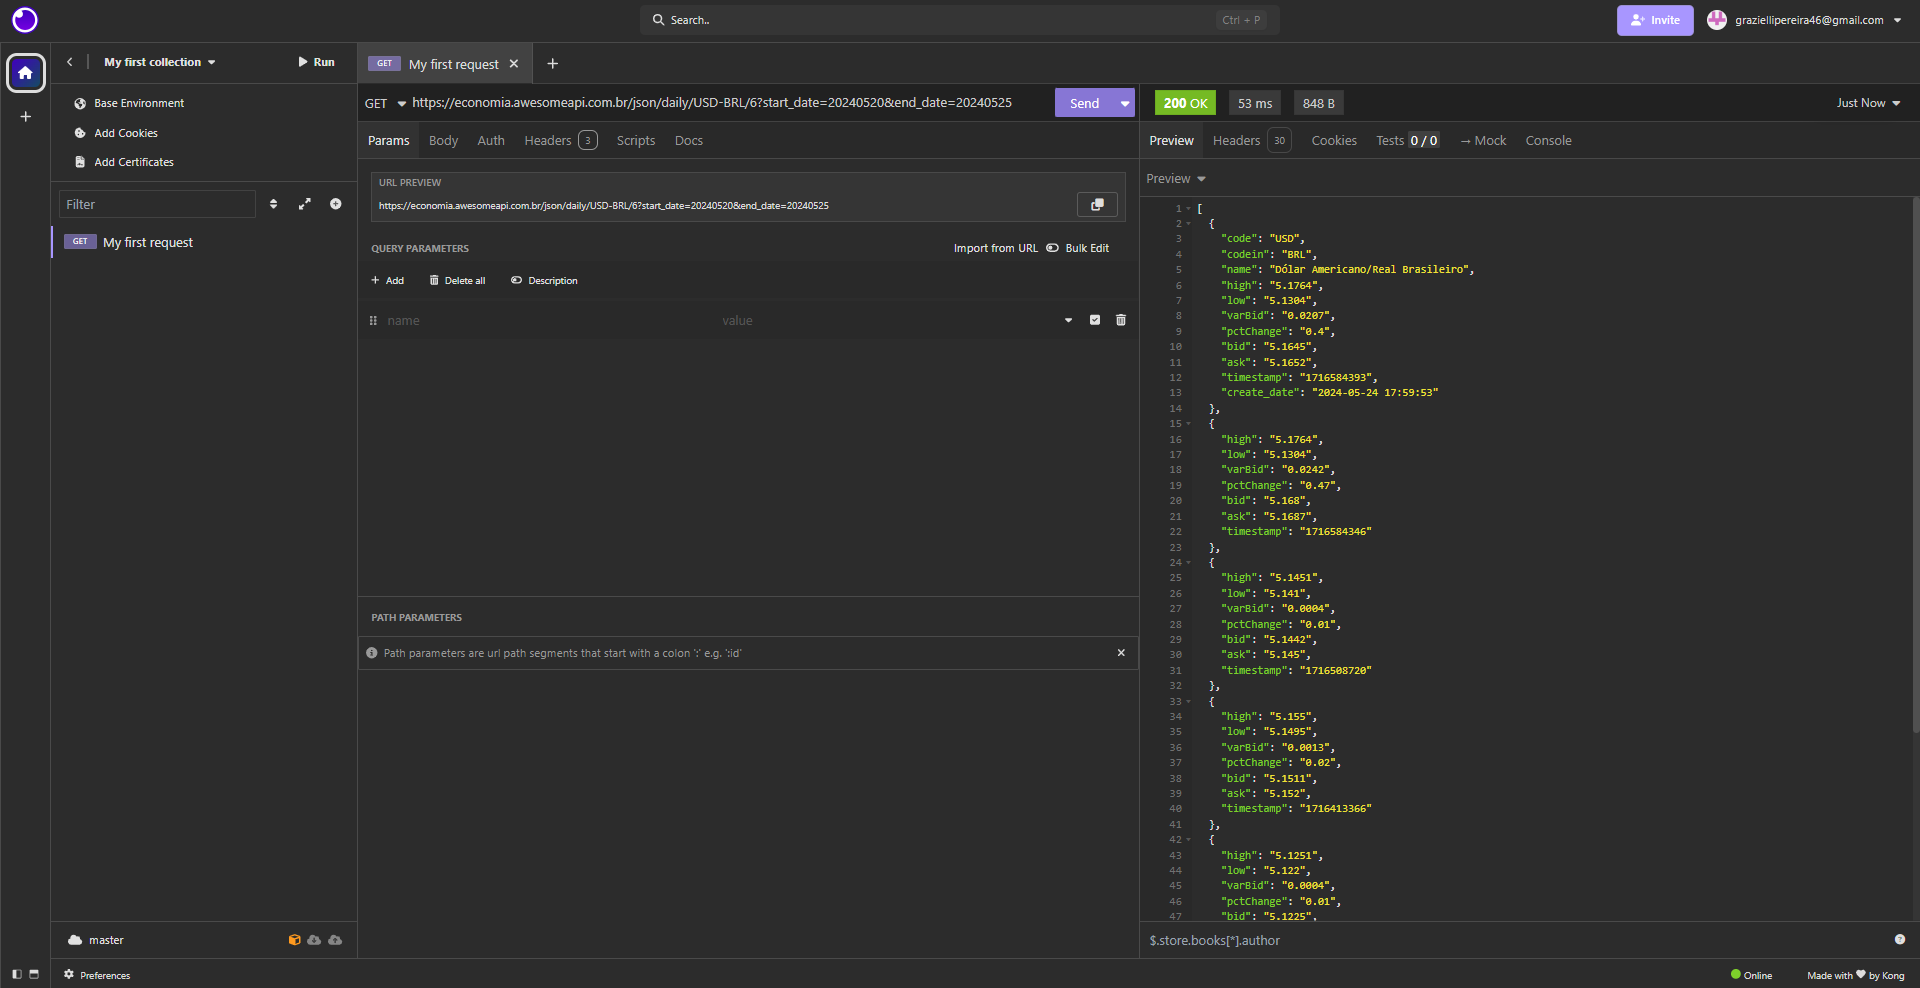 Search..
Ctrl + P
Invite
graziellipereira46@gmail.com
My first collection
Run
Base Environment
Add Cookies
Add Certificates
Filter
GET My first request
master
Preferences
GET My first request
GET https://economia.awesomeapi.com.br/json/daily/USD-BRL/6?start_date=20240520&end_date=20240525
Send
Params Body Auth Headers 3 Scripts Docs
URL PREVIEW
https://economia.awesomeapi.com.br/json/daily/USD-BRL/6?start_date=20240520&end_date=20240525
QUERY PARAMETERS
Import from URL Bulk Edit
Add Delete all Description
name value
PATH PARAMETERS
Path parameters are url path segments that start with a colon ':' e.g. ':id'
200 OK 53 ms 848 B
Just Now
Preview Headers 30 Cookies Tests 0 / 0 → Mock Console
Preview
1 [
2 {
3 "code": "USD",
4 "codein": "BRL",
5 "name": "Dólar Americano/Real Brasileiro",
6 "high": "5.1764",
7 "low": "5.1304",
8 "varBid": "0.0207",
9 "pctChange": "0.4",
10 "bid": "5.1645",
11 "ask": "5.1652",
12 "timestamp": "1716584393",
13 "create_date": "2024-05-24 17:59:53"
14 },
15 {
16 "high": "5.1764",
17 "low": "5.1304",
18 "varBid": "0.0242",
19 "pctChange": "0.47",
20 "bid": "5.168",
21 "ask": "5.1687",
22 "timestamp": "1716584346"
23 },
24 {
25 "high": "5.1451",
26 "low": "5.141",
27 "varBid": "0.0004",
28 "pctChange": "0.01",
29 "bid": "5.1442",
30 "ask": "5.145",
31 "timestamp": "1716508720"
32 },
33 {
34 "high": "5.155",
35 "low": "5.1495",
36 "varBid": "0.0013",
37 "pctChange": "0.02",
38 "bid": "5.1511",
39 "ask": "5.152",
40 "timestamp": "1716413366"
41 },
42 {
43 "high": "5.1251",
44 "low": "5.122",
45 "varBid": "0.0004",
46 "pctChange": "0.01",
47 "bid": "5.1225",
$.store.books[*].author
Online
Made with ♥ by Kong